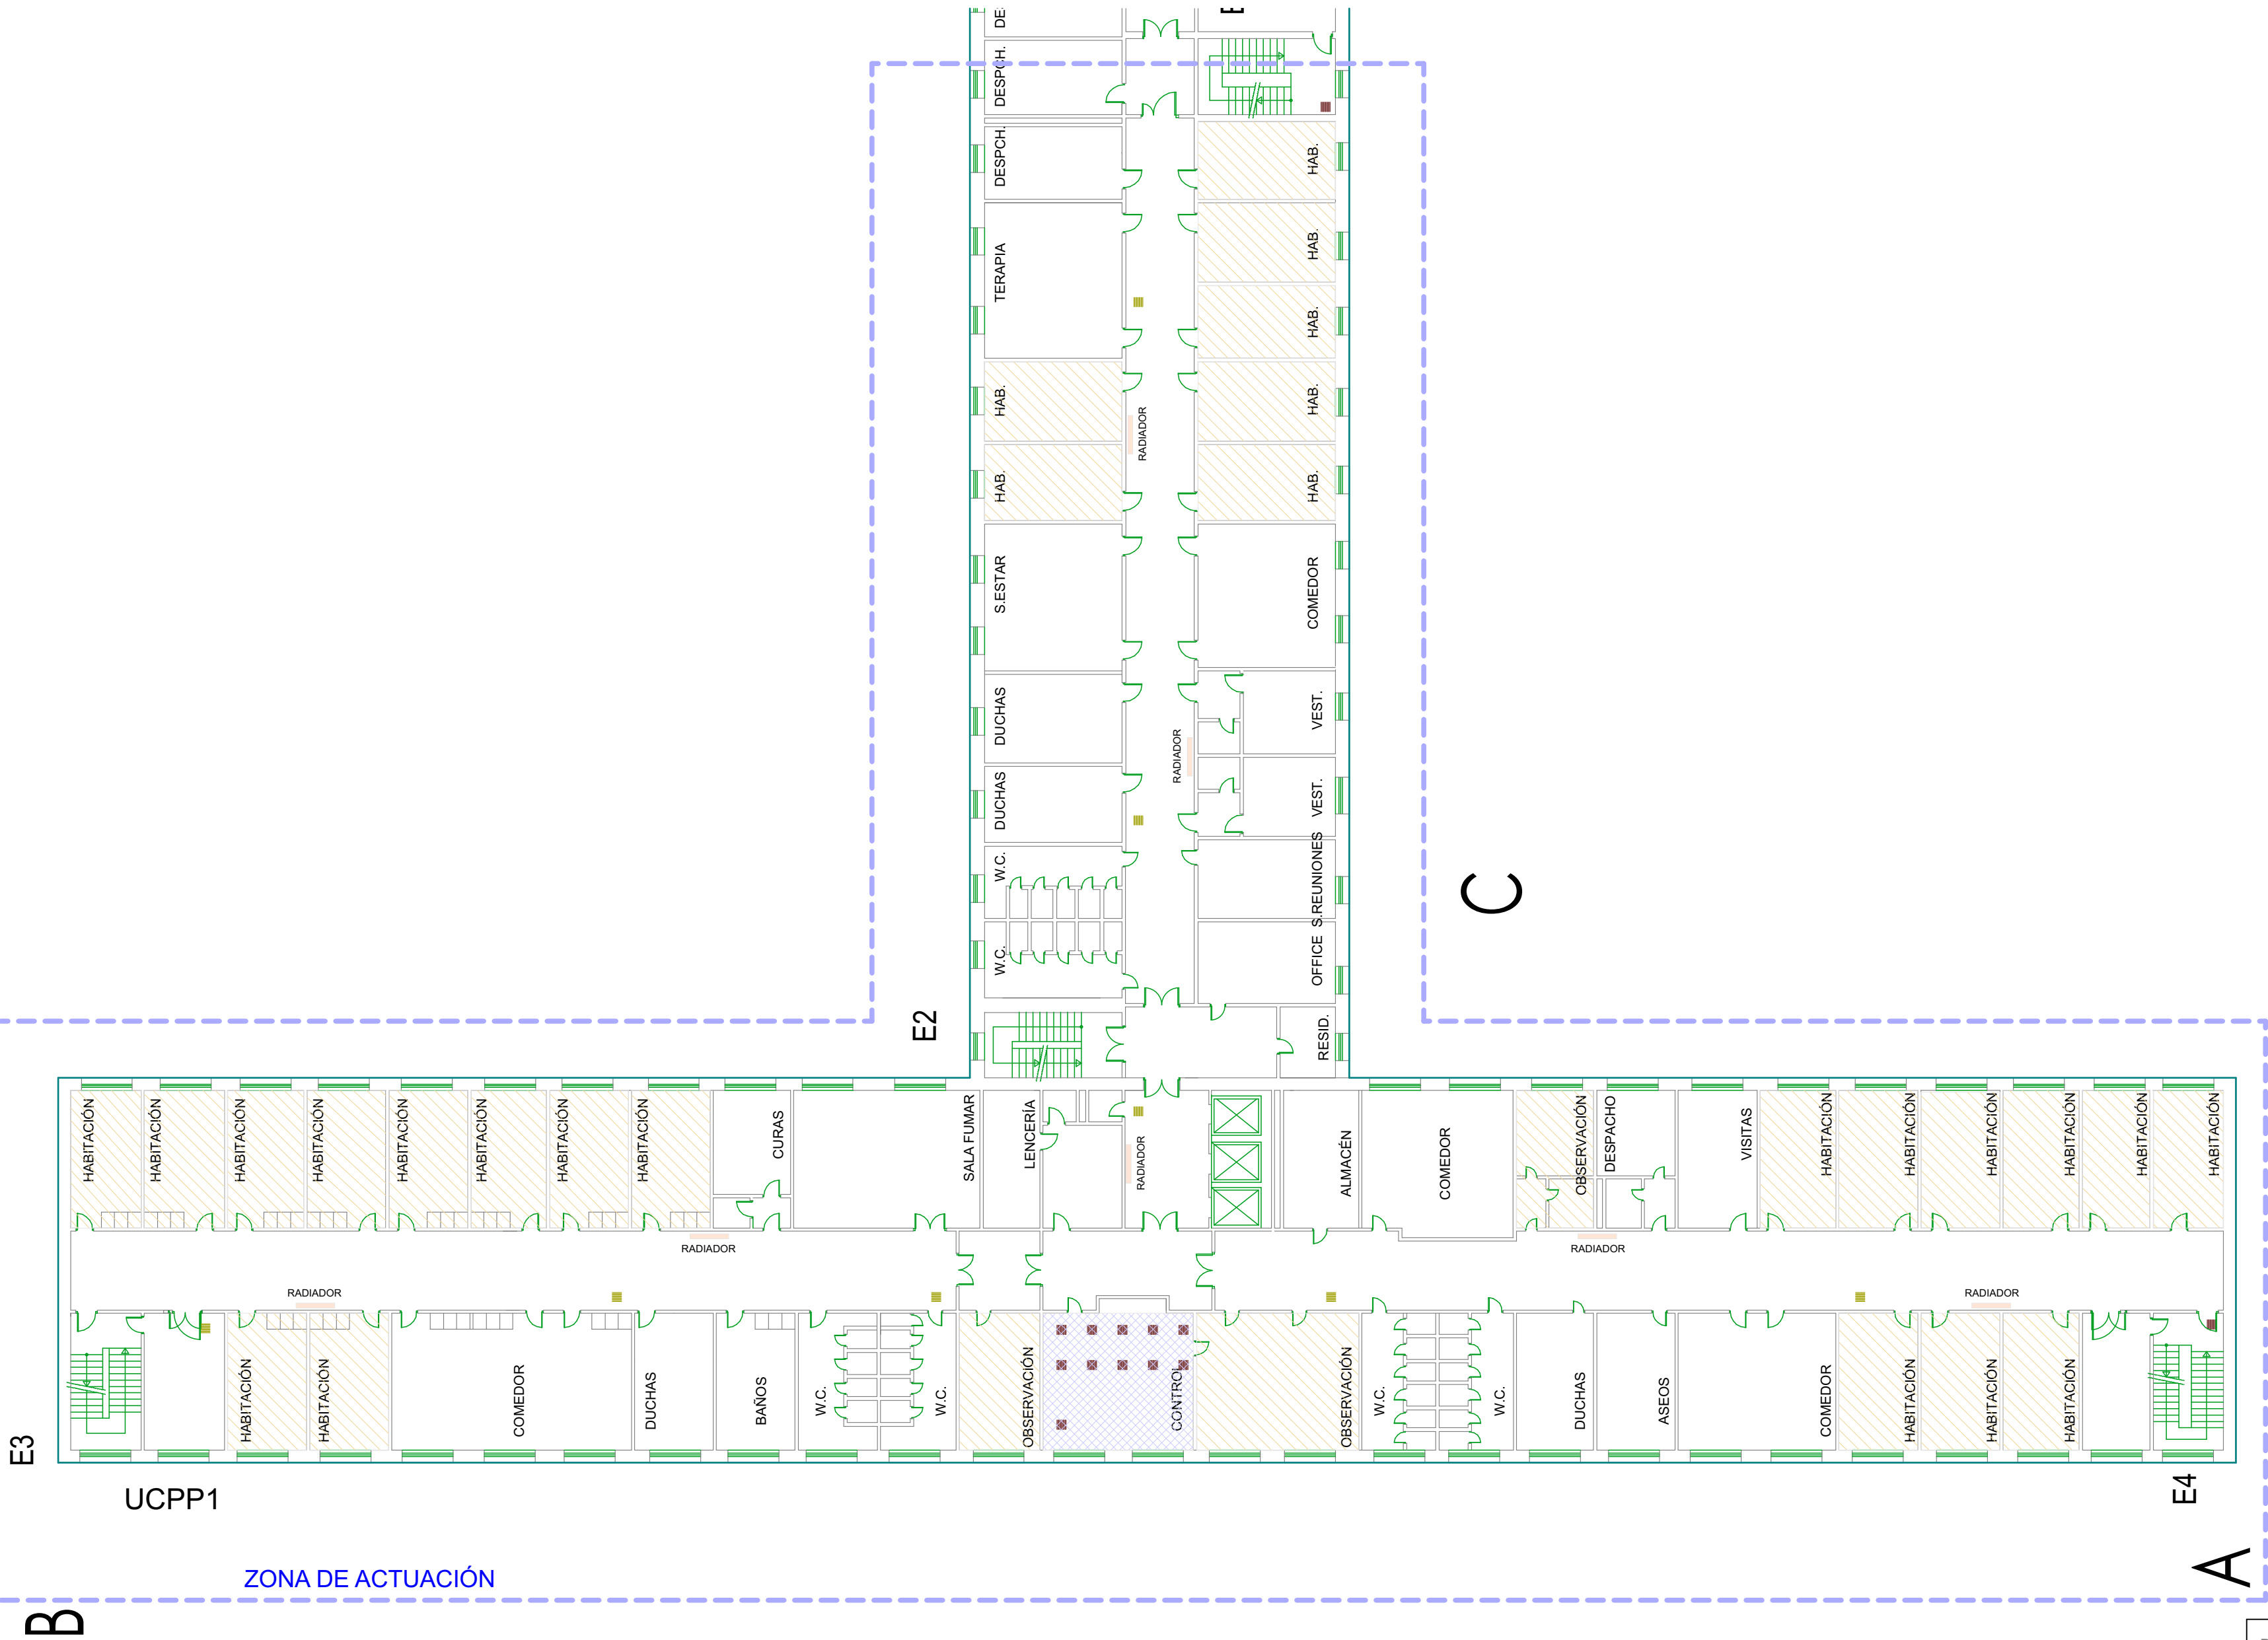 DESPCH.
DESPCH.
HAB.
HAB.
TERAPIA
HAB.
HAB.
HAB.
RADIADOR
HAB.
HAB.
S.ESTAR
COMEDOR
DUCHAS
VEST.
RADIADOR
DUCHAS
VEST.
W.C.
S.REUNIONES
C
W.C.
OFFICE
E2
RESID.
HABITACIÓN
HABITACIÓN
HABITACIÓN
HABITACIÓN
HABITACIÓN
HABITACIÓN
HABITACIÓN
HABITACIÓN
CURAS
SALA FUMAR
LENCERÍA
RADIADOR
ALMACÉN
COMEDOR
OBSERVACIÓN
DESPACHO
VISITAS
HABITACIÓN
HABITACIÓN
HABITACIÓN
HABITACIÓN
HABITACIÓN
HABITACIÓN
RADIADOR
RADIADOR
RADIADOR
RADIADOR
E3
HABITACIÓN
HABITACIÓN
COMEDOR
DUCHAS
BAÑOS
W.C.
W.C.
OBSERVACIÓN
CONTROL
OBSERVACIÓN
W.C.
W.C.
DUCHAS
ASEOS
COMEDOR
HABITACIÓN
HABITACIÓN
HABITACIÓN
E4
UCPP1
ZONA DE ACTUACIÓN
A
B